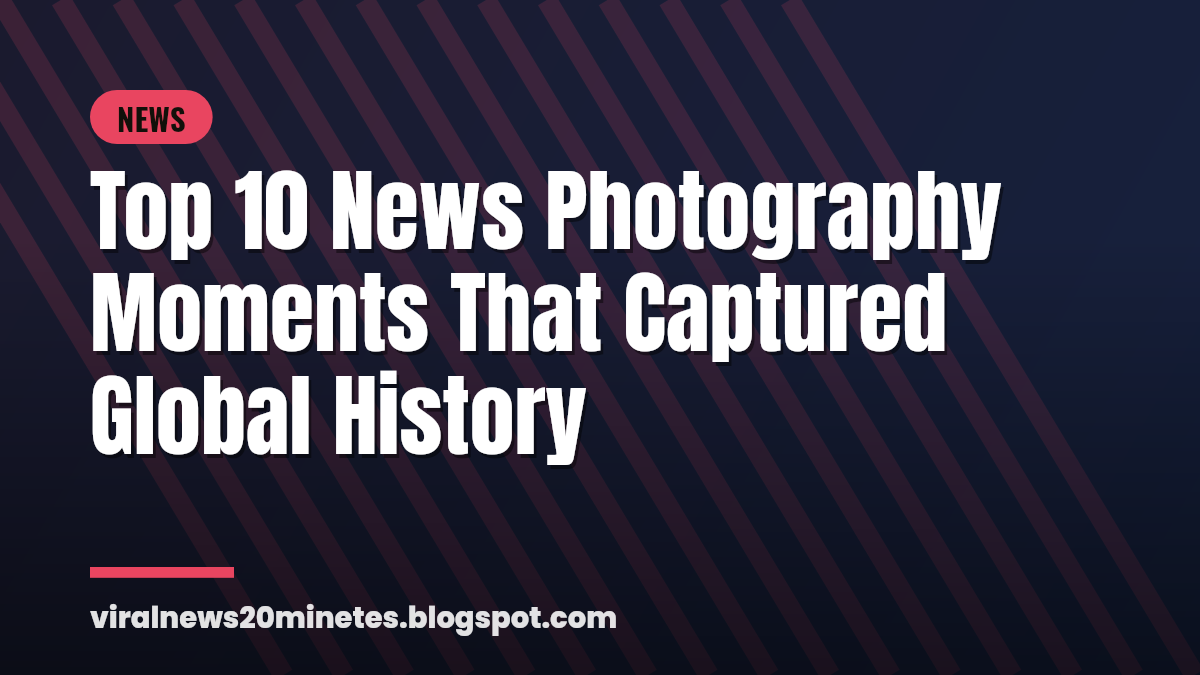 NEWS
Top 10 News Photography
Moments That Captured
Global History
viralnews20minetes.blogspot.com